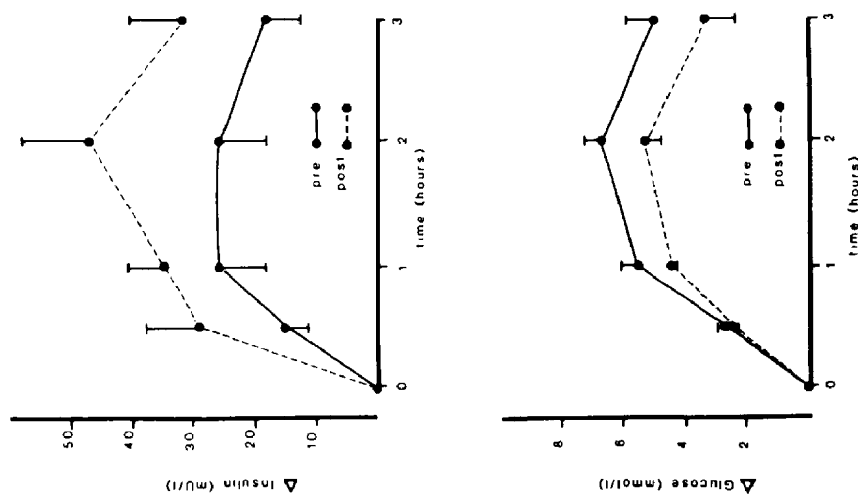 Δ Insulin (mU/l)
50
40
30
20
10
0
1
2
3
time (hours)
pre
post
Δ Glucose (mmol/l)
8
6
4
2
0
1
2
3
time (hours)
pre
post